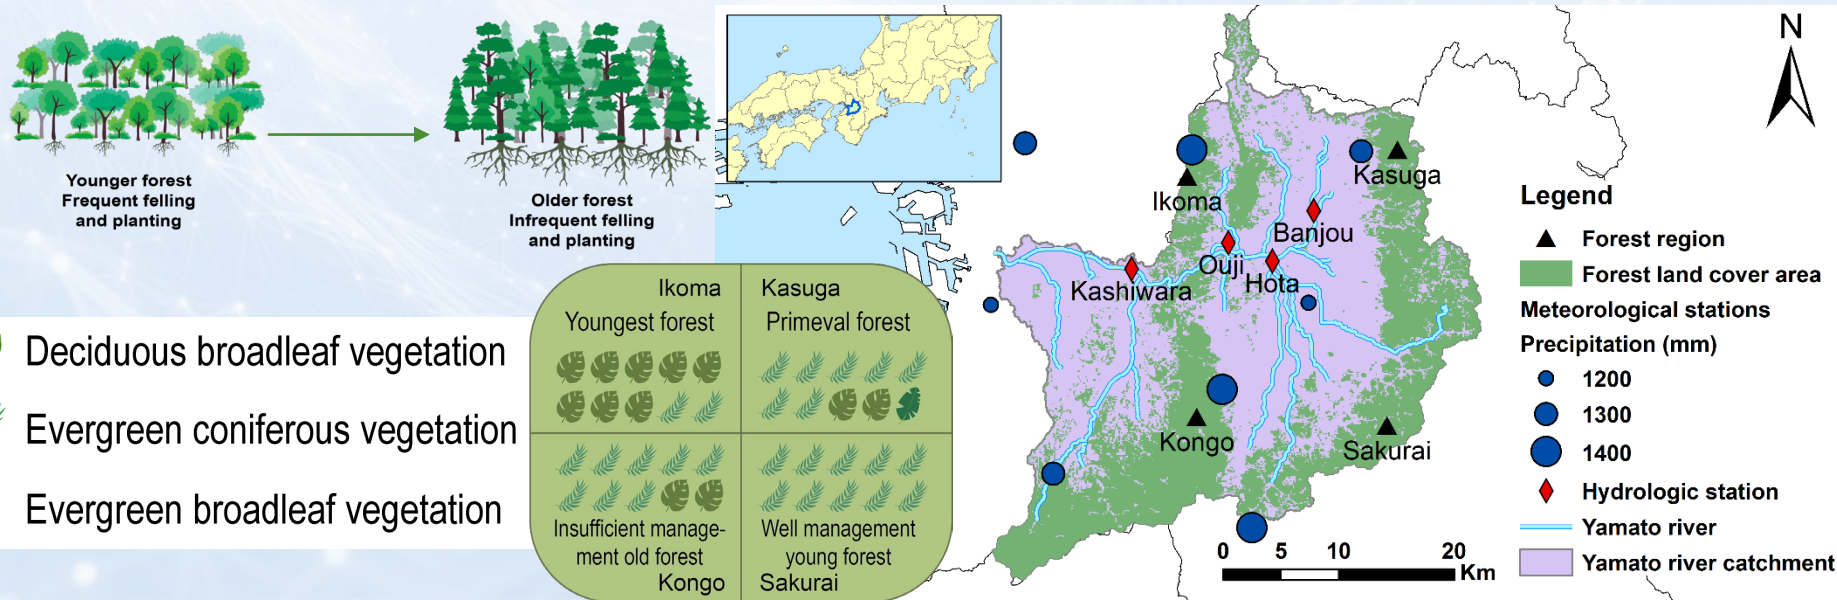 Younger forest
Frequent felling
and planting
Older forest
Infrequent felling
and planting
Deciduous broadleaf vegetation
Evergreen coniferous vegetation
Evergreen broadleaf vegetation
Ikoma
Youngest forest
Kasuga
Primeval forest
Insufficient manage-
ment old forest
Kongo
Well management
young forest
Sakurai
Ikoma
Kasuga
Banjou
Ouji
Hota
Kashiwara
Kongo
Sakurai
N
Legend
Forest region
Forest land cover area
Meteorological stations
Precipitation (mm)
1200
1300
1400
Hydrologic station
Yamato river
Yamato river catchment
0 5 10 20
Km